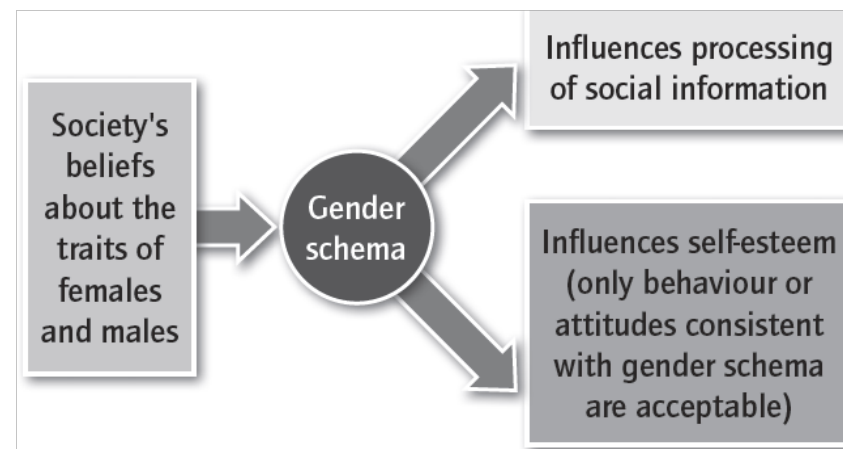 Society's
beliefs
about the
traits of
females
and males
Gender
schema
Influences processing
of social information
Influences self-esteem
(only behaviour or
attitudes consistent
with gender schema
are acceptable)